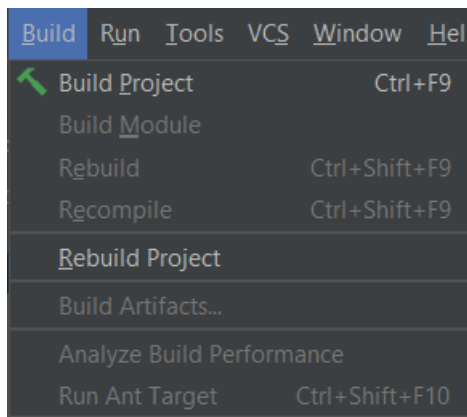 Build Run Tools VCS Window Hel
Build Project Ctrl+F9
Build Module
Rebuild Ctrl+Shift+F9
Recompile Ctrl+Shift+F9
Rebuild Project
Build Artifacts...
Analyze Build Performance
Run Ant Target Ctrl+Shift+F10